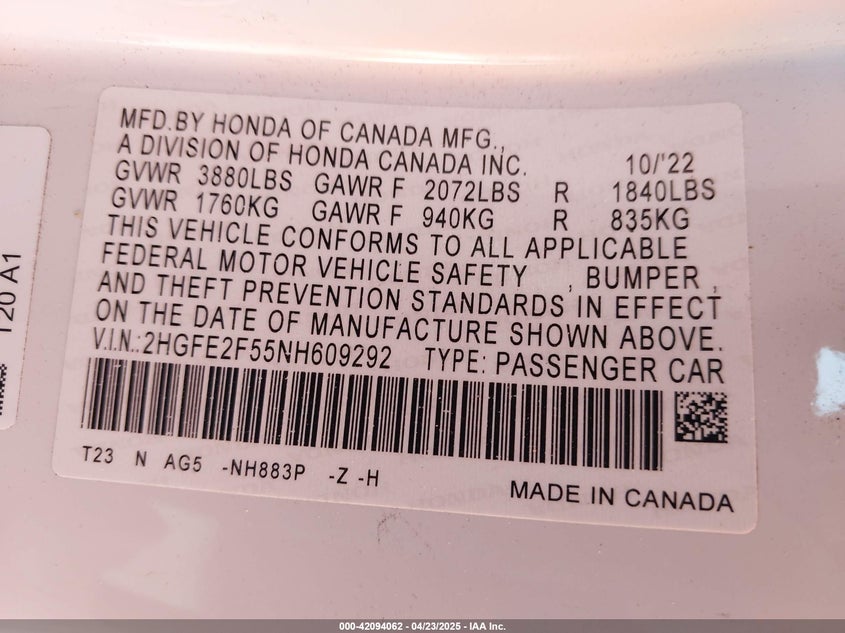 MFD.BY HONDA OF CANADA MFG.,
A DIVISION OF HONDA CANADA INC. 10/'22
GVWR 3880LBS GAWR F 2072LBS R 1840LBS
GVWR 1760KG GAWR F 940KG R 835KG
THIS VEHICLE CONFORMS TO ALL APPLICABLE
FEDERAL MOTOR VEHICLE SAFETY , BUMPER ,
AND THEFT PREVENTION STANDARDS IN EFFECT
ON THE DATE OF MANUFACTURE SHOWN ABOVE.
V.I.N.:2HGFE2F55NH609292 TYPE: PASSENGER CAR
T23 N AG5 -NH883P -Z -H
MADE IN CANADA
120 A1
000-42094062 - 04/23/2025 - IAA Inc.